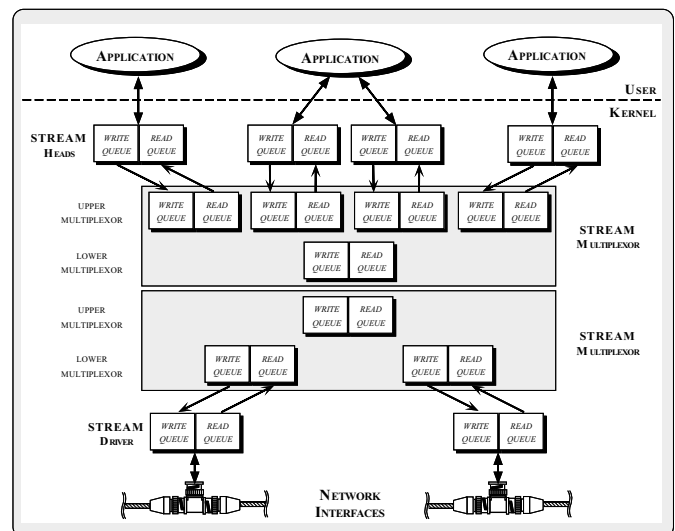 APPLICATION APPLICATION APPLICATION
USER
KERNEL
STREAM HEADS
WRITE QUEUE READ QUEUE WRITE QUEUE READ QUEUE WRITE QUEUE READ QUEUE WRITE QUEUE READ QUEUE
UPPER MULTIPLEXOR
WRITE QUEUE READ QUEUE WRITE QUEUE READ QUEUE WRITE QUEUE READ QUEUE WRITE QUEUE READ QUEUE
STREAM MULTIPLEXOR
LOWER MULTIPLEXOR
WRITE QUEUE READ QUEUE
UPPER MULTIPLEXOR
WRITE QUEUE READ QUEUE
STREAM MULTIPLEXOR
LOWER MULTIPLEXOR
WRITE QUEUE READ QUEUE WRITE QUEUE READ QUEUE
STREAM DRIVER
WRITE QUEUE READ QUEUE WRITE QUEUE READ QUEUE
NETWORK INTERFACES